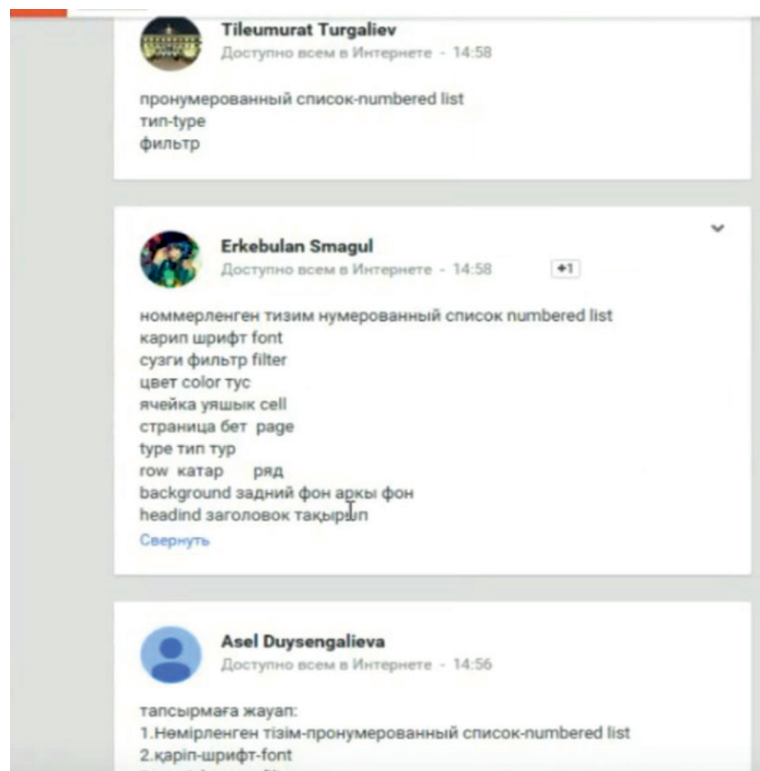 Tileumurat Turgaliev
Доступно всем в Интернете - 14:58
пронумерованный список-numbered list
тип-type
фильтр
Erkebulan Smagul
Доступно всем в Интернете - 14:58 +1
номмерленген тизим нумерованный список numbered list
карип шрифт font
сузги фильтр filter
цвет color тус
ячейка уяшык cell
страница бет page
type тип тур
row катар ряд
background задний фон аркы фон
headind заголовок тақырып
Свернуть
Asel Duysengalieva
Доступно всем в Интернете - 14:56
тапсырмаға жауап:
1.Нөмірленген тізім-пронумерованный список-numbered list
2.қаріп-шрифт-font